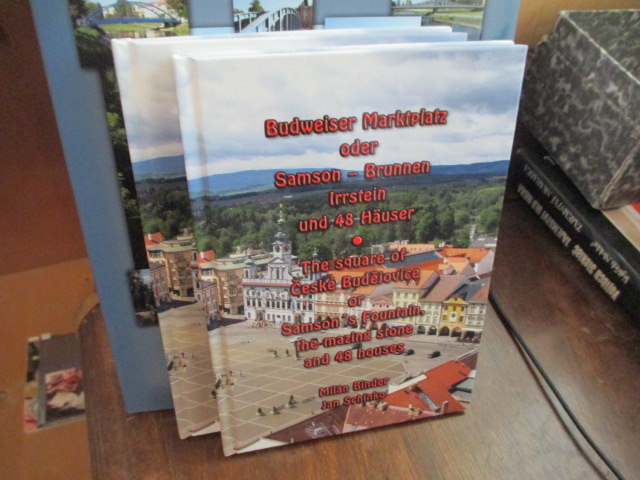 Budweiser Marktplatz
oder
Samson - Brunnen
Irrstein
und 48 Häuser
The square of
České Budějovice
or
Samson´s Fountain,
the mazing stone
and 48 houses
Milan Binder
Jan Schinko